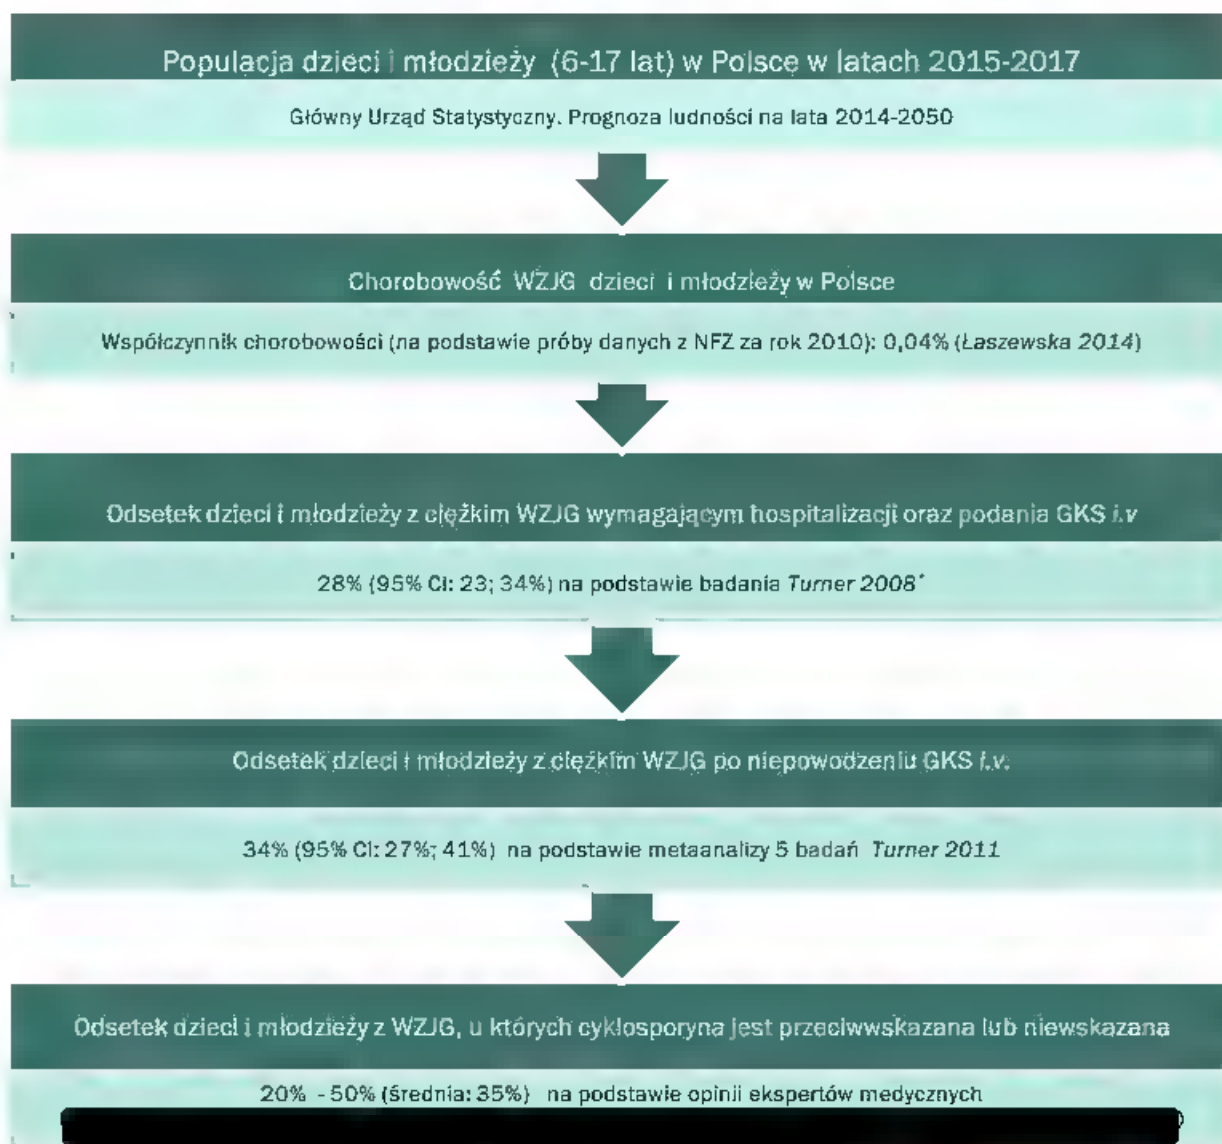 Populacja dzieci i młodzieży (6-17 lat) w Polsce w latach 2015-2017
Główny Urząd Statystyczny. Prognoza ludności na lata 2014-2050
Chorobowość WZJG dzieci i młodzieży w Polsce
Współczynnik chorobowości (na podstawie próby danych z NFZ za rok 2010): 0,04% (Łaszewska 2014)
Odsetek dzieci i młodzieży z ciężkim WZJG wymagającym hospitalizacji oraz podania GKS i.v
28% (95% CI: 23; 34%) na podstawie badania Turner 2008*
Odsetek dzieci i młodzieży z ciężkim WZJG po niepowodzeniu GKS i.v.
34% (95% CI: 27%; 41%) na podstawie metaanalizy 5 badań Turner 2011
Odsetek dzieci i młodzieży z WZJG, u których cyklosporyna jest przeciwwskazana lub niewskazana
20% - 50% (średnia: 35%) na podstawie opinii ekspertów medycznych
)